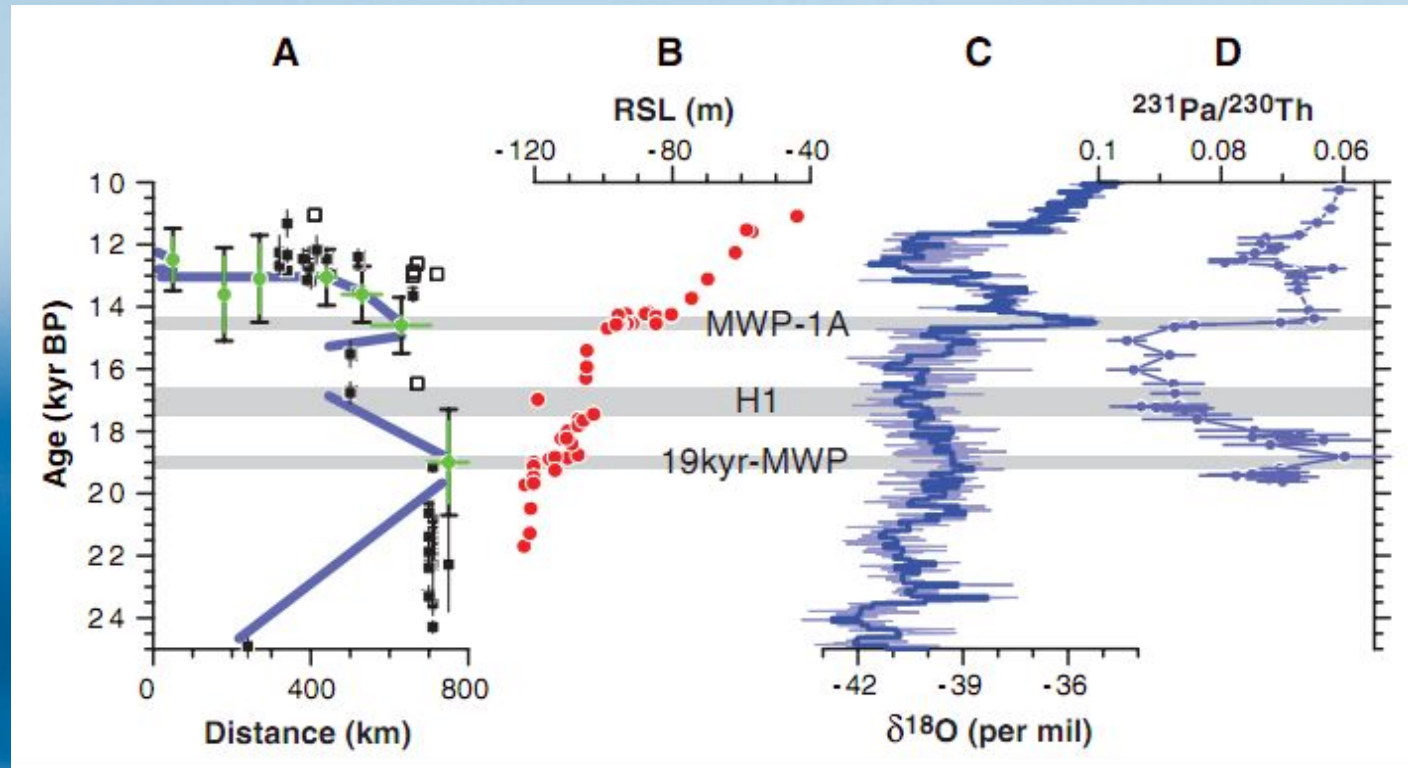 A B C D
RSL (m)
²³¹Pa/²³⁰Th
-120 -80 -40
0.1 0.08 0.06
10
12
14
16
18
20
22
24
Age (kyr BP)
MWP-1A
H1
19kyr-MWP
0 400 800
Distance (km)
-42 -39 -36
δ¹⁸O (per mil)